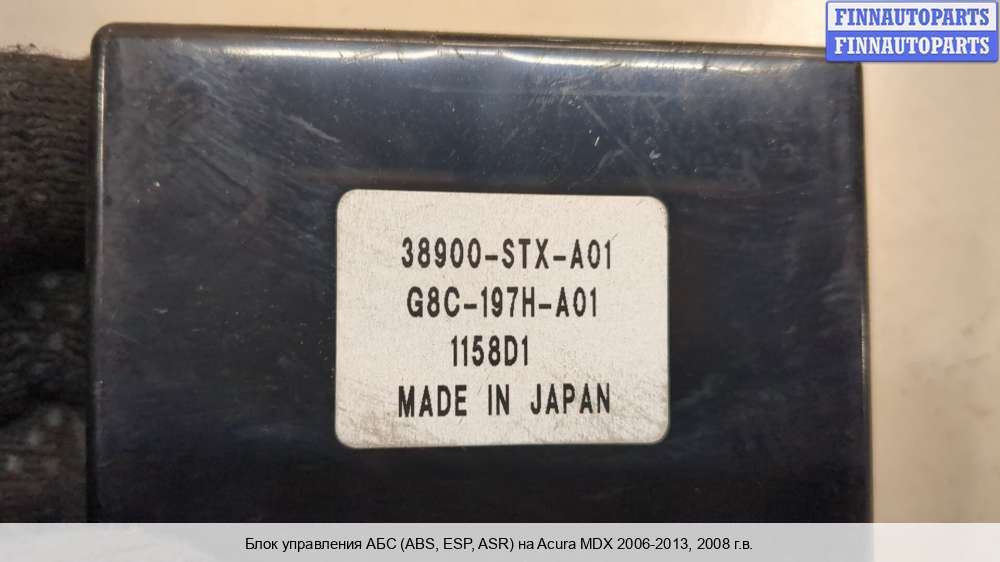 FINNAUTOPARTS
FINNAUTOPARTS
38900-STX-A01
G8C-197H-A01
1158D1
MADE IN JAPAN
Блок управления АБС (ABS, ESP, ASR) на Acura MDX 2006-2013, 2008 г.в.